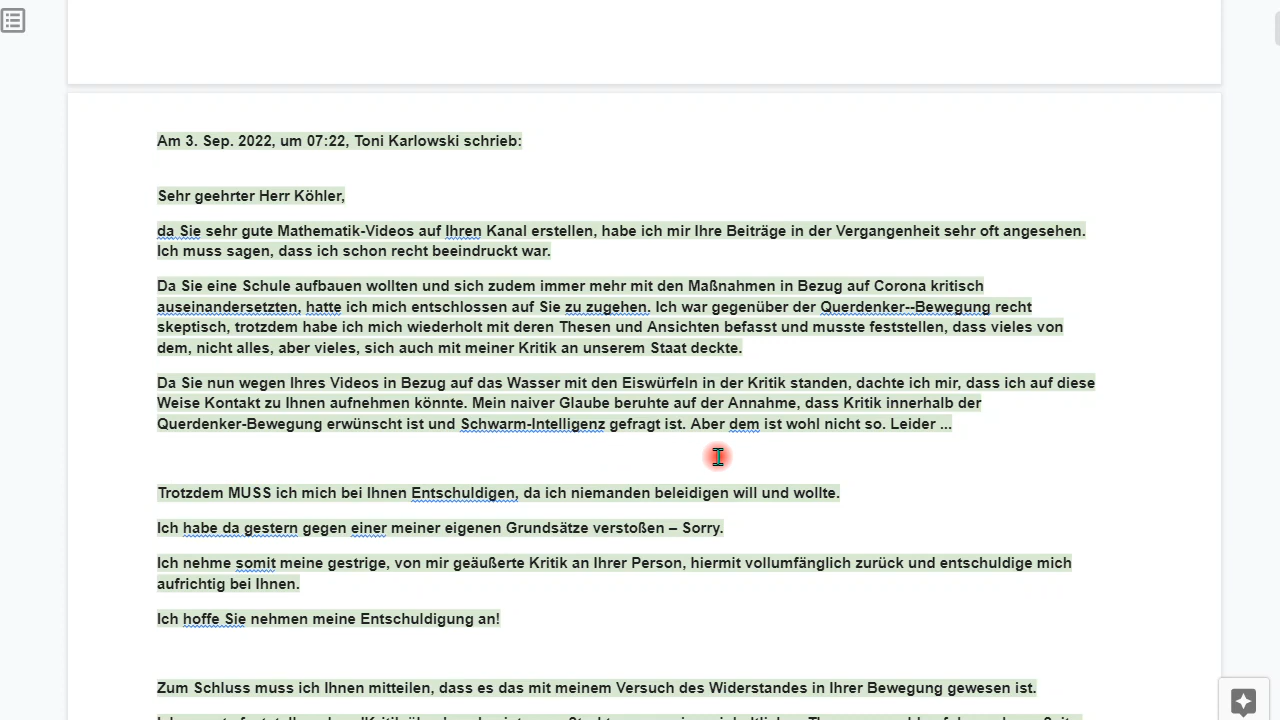 Am 3. Sep. 2022, um 07:22, Toni Karlowski schrieb:
Sehr geehrter Herr Köhler,
da Sie sehr gute Mathematik-Videos auf Ihren Kanal erstellen, habe ich mir Ihre Beiträge in der Vergangenheit sehr oft angesehen.
Ich muss sagen, dass ich schon recht beeindruckt war.
Da Sie eine Schule aufbauen wollten und sich zudem immer mehr mit den Maßnahmen in Bezug auf Corona kritisch
auseinandersetzten, hatte ich mich entschlossen auf Sie zu zugehen. Ich war gegenüber der Querdenker--Bewegung recht
skeptisch, trotzdem habe ich mich wiederholt mit deren Thesen und Ansichten befasst und musste feststellen, dass vieles von
dem, nicht alles, aber vieles, sich auch mit meiner Kritik an unserem Staat deckte.
Da Sie nun wegen Ihres Videos in Bezug auf das Wasser mit den Eiswürfeln in der Kritik standen, dachte ich mir, dass ich auf diese
Weise Kontakt zu Ihnen aufnehmen könnte. Mein naiver Glaube beruhte auf der Annahme, dass Kritik innerhalb der
Querdenker-Bewegung erwünscht ist und Schwarm-Intelligenz gefragt ist. Aber dem ist wohl nicht so. Leider ...
Trotzdem MUSS ich mich bei Ihnen Entschuldigen, da ich niemanden beleidigen will und wollte.
Ich habe da gestern gegen einer meiner eigenen Grundsätze verstoßen – Sorry.
Ich nehme somit meine gestrige, von mir geäußerte Kritik an Ihrer Person, hiermit vollumfänglich zurück und entschuldige mich
aufrichtig bei Ihnen.
Ich hoffe Sie nehmen meine Entschuldigung an!
Zum Schluss muss ich Ihnen mitteilen, dass es das mit meinem Versuch des Widerstandes in Ihrer Bewegung gewesen ist.